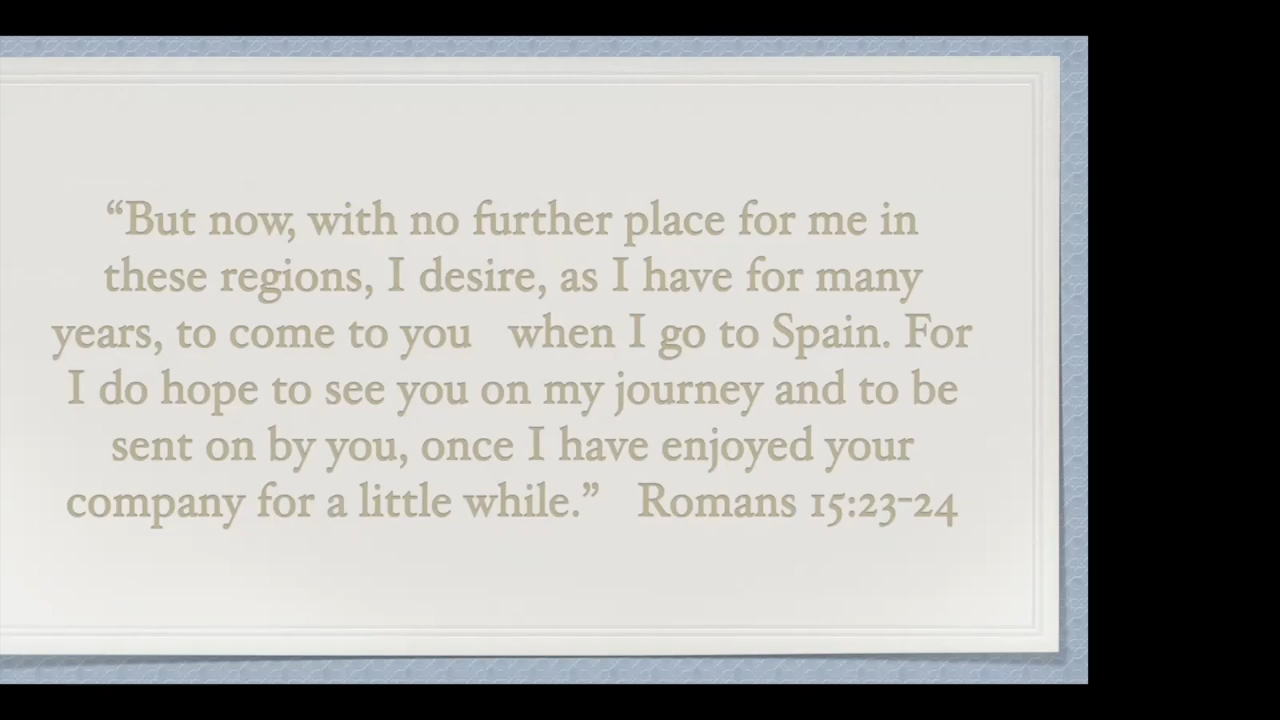 “But now, with no further place for me in
these regions, I desire, as I have for many
years, to come to you   when I go to Spain. For
I do hope to see you on my journey and to be
sent on by you, once I have enjoyed your
company for a little while.”   Romans 15:23-24